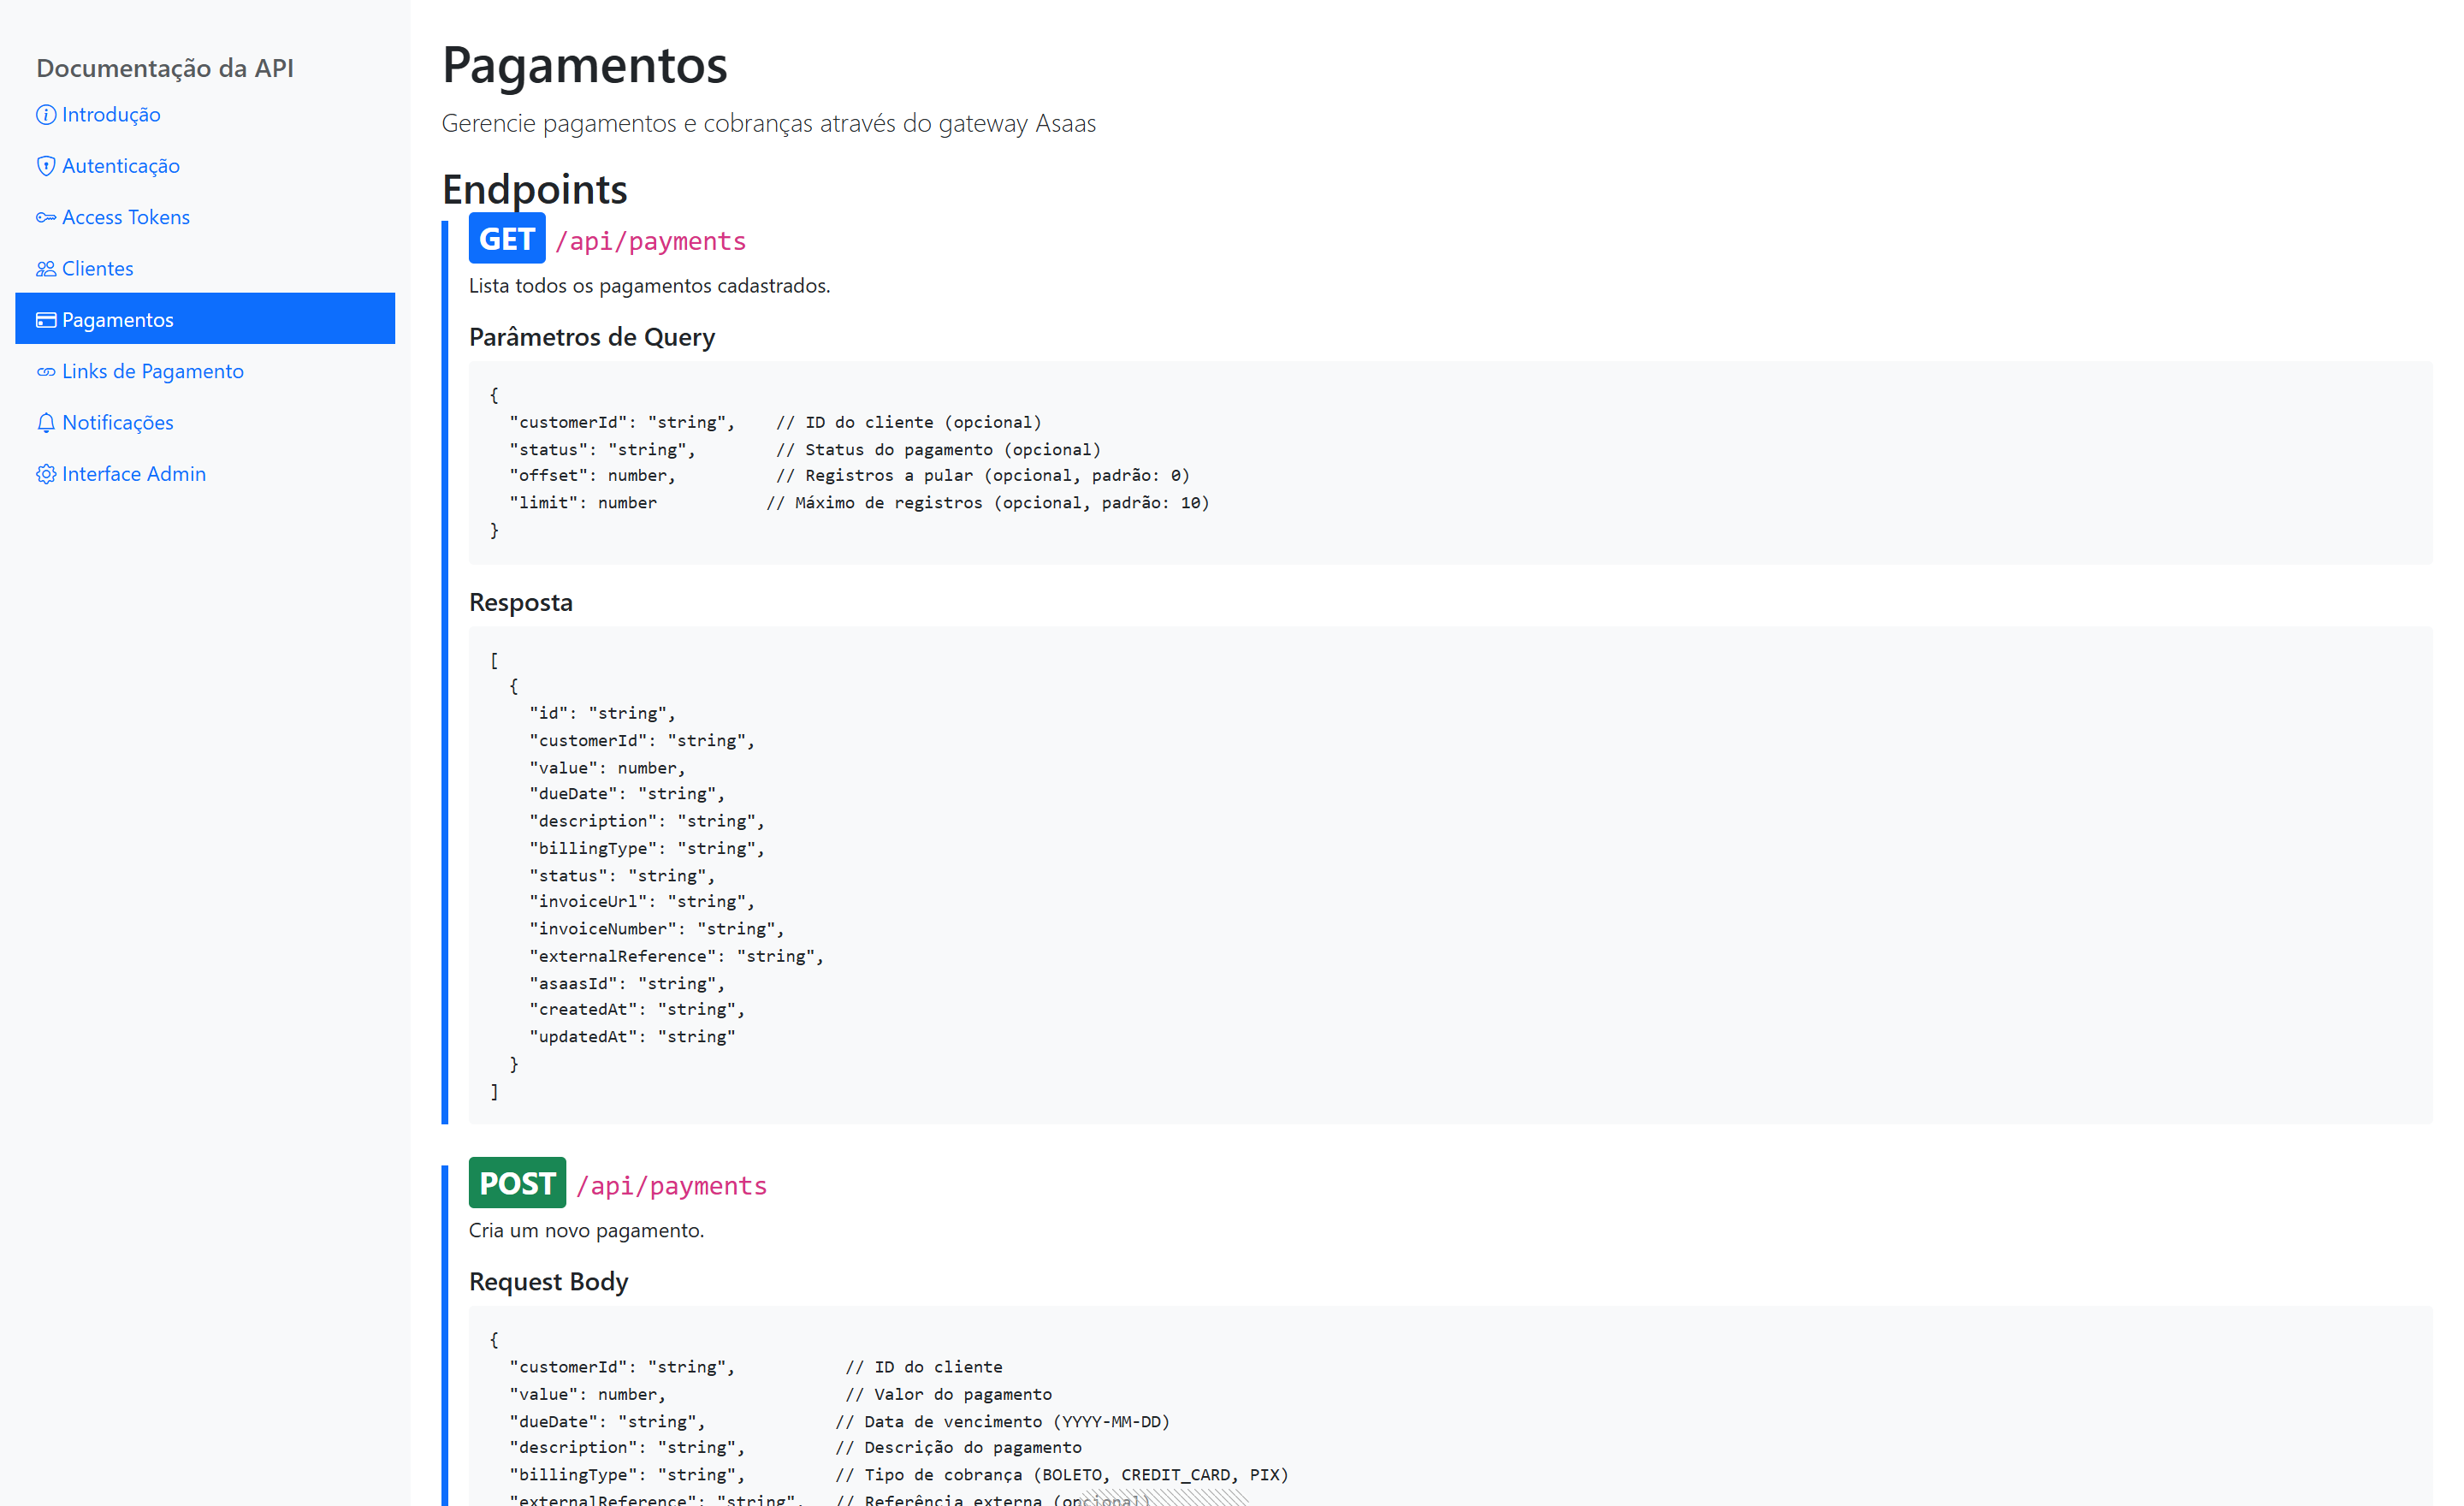 Documentação da API
Introdução
Autenticação
Access Tokens
Clientes
Pagamentos
Links de Pagamento
Notificações
Interface Admin
Pagamentos
Gerencie pagamentos e cobranças através do gateway Asaas
Endpoints
GET /api/payments
Lista todos os pagamentos cadastrados.
Parâmetros de Query
{
  "customerId": "string",    // ID do cliente (opcional)
  "status": "string",        // Status do pagamento (opcional)
  "offset": number,          // Registros a pular (opcional, padrão: 0)
  "limit": number           // Máximo de registros (opcional, padrão: 10)
}
Resposta
[
  {
    "id": "string",
    "customerId": "string",
    "value": number,
    "dueDate": "string",
    "description": "string",
    "billingType": "string",
    "status": "string",
    "invoiceUrl": "string",
    "invoiceNumber": "string",
    "externalReference": "string",
    "asaasId": "string",
    "createdAt": "string",
    "updatedAt": "string"
  }
]
POST /api/payments
Cria um novo pagamento.
Request Body
{
  "customerId": "string",           // ID do cliente
  "value": number,                  // Valor do pagamento
  "dueDate": "string",             // Data de vencimento (YYYY-MM-DD)
  "description": "string",         // Descrição do pagamento
  "billingType": "string",         // Tipo de cobrança (BOLETO, CREDIT_CARD, PIX)
  "externalReference": "string",   // Referência externa (opcional)